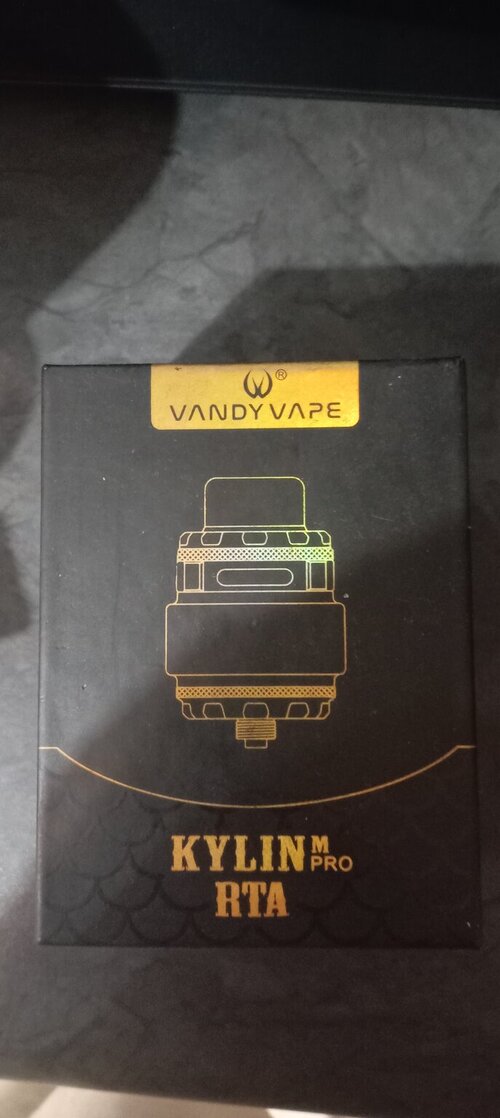 ®
VANDY VAPE
KYLIN M PRO
RTA